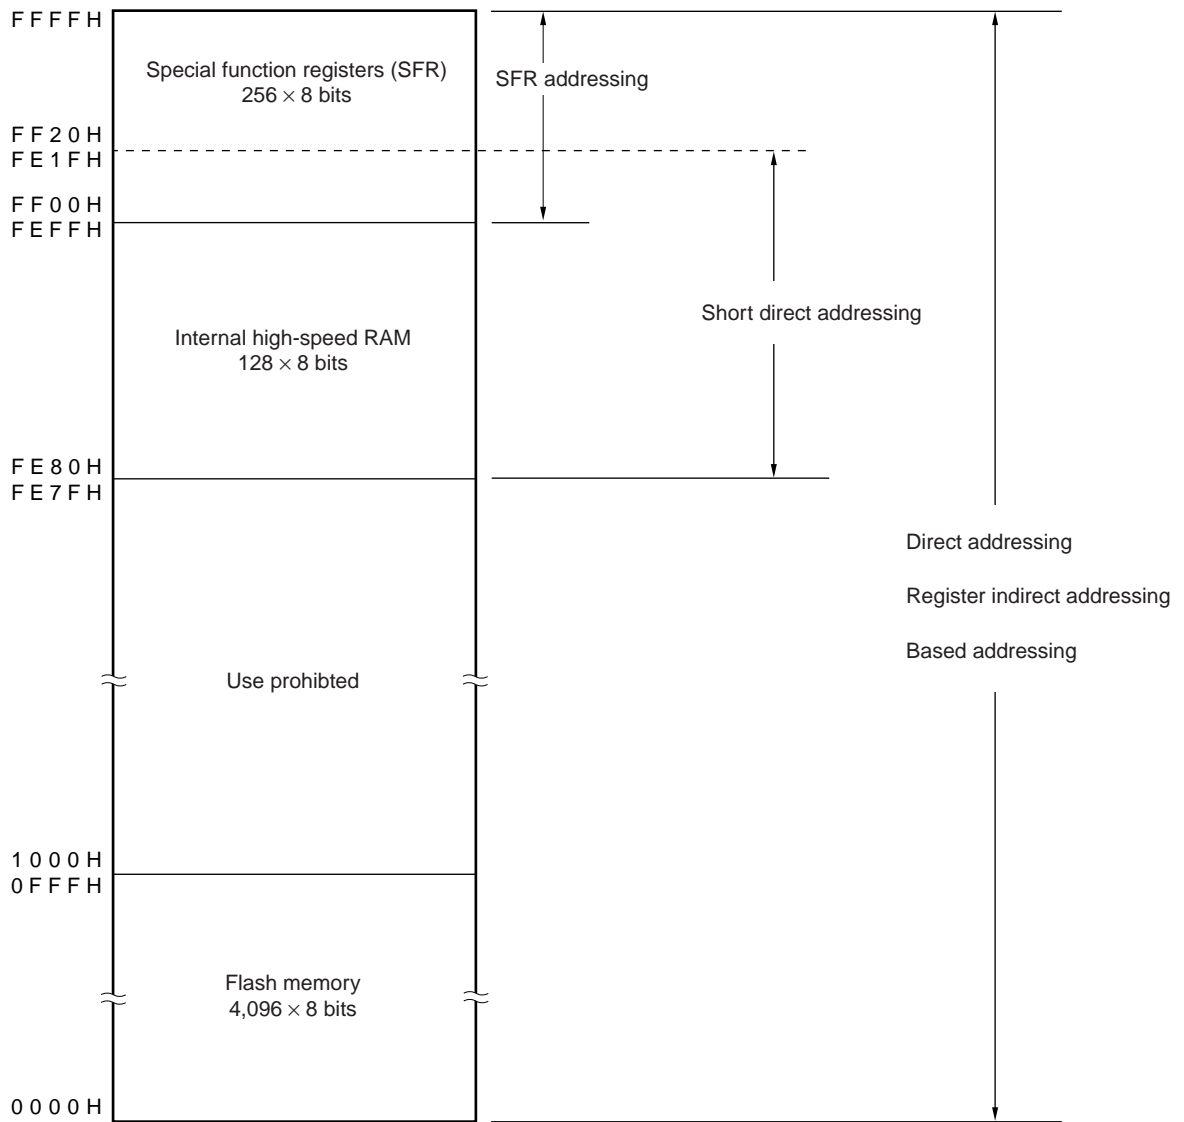 FFFFH
Special function registers (SFR)
256 × 8 bits
SFR addressing
FF20H
FE1FH
FF00H
FEFFH
Short direct addressing
Internal high-speed RAM
128 × 8 bits
FE80H
FE7FH
Direct addressing
Register indirect addressing
Based addressing
Use prohibted
1000H
0FFFH
Flash memory
4,096 × 8 bits
0000H